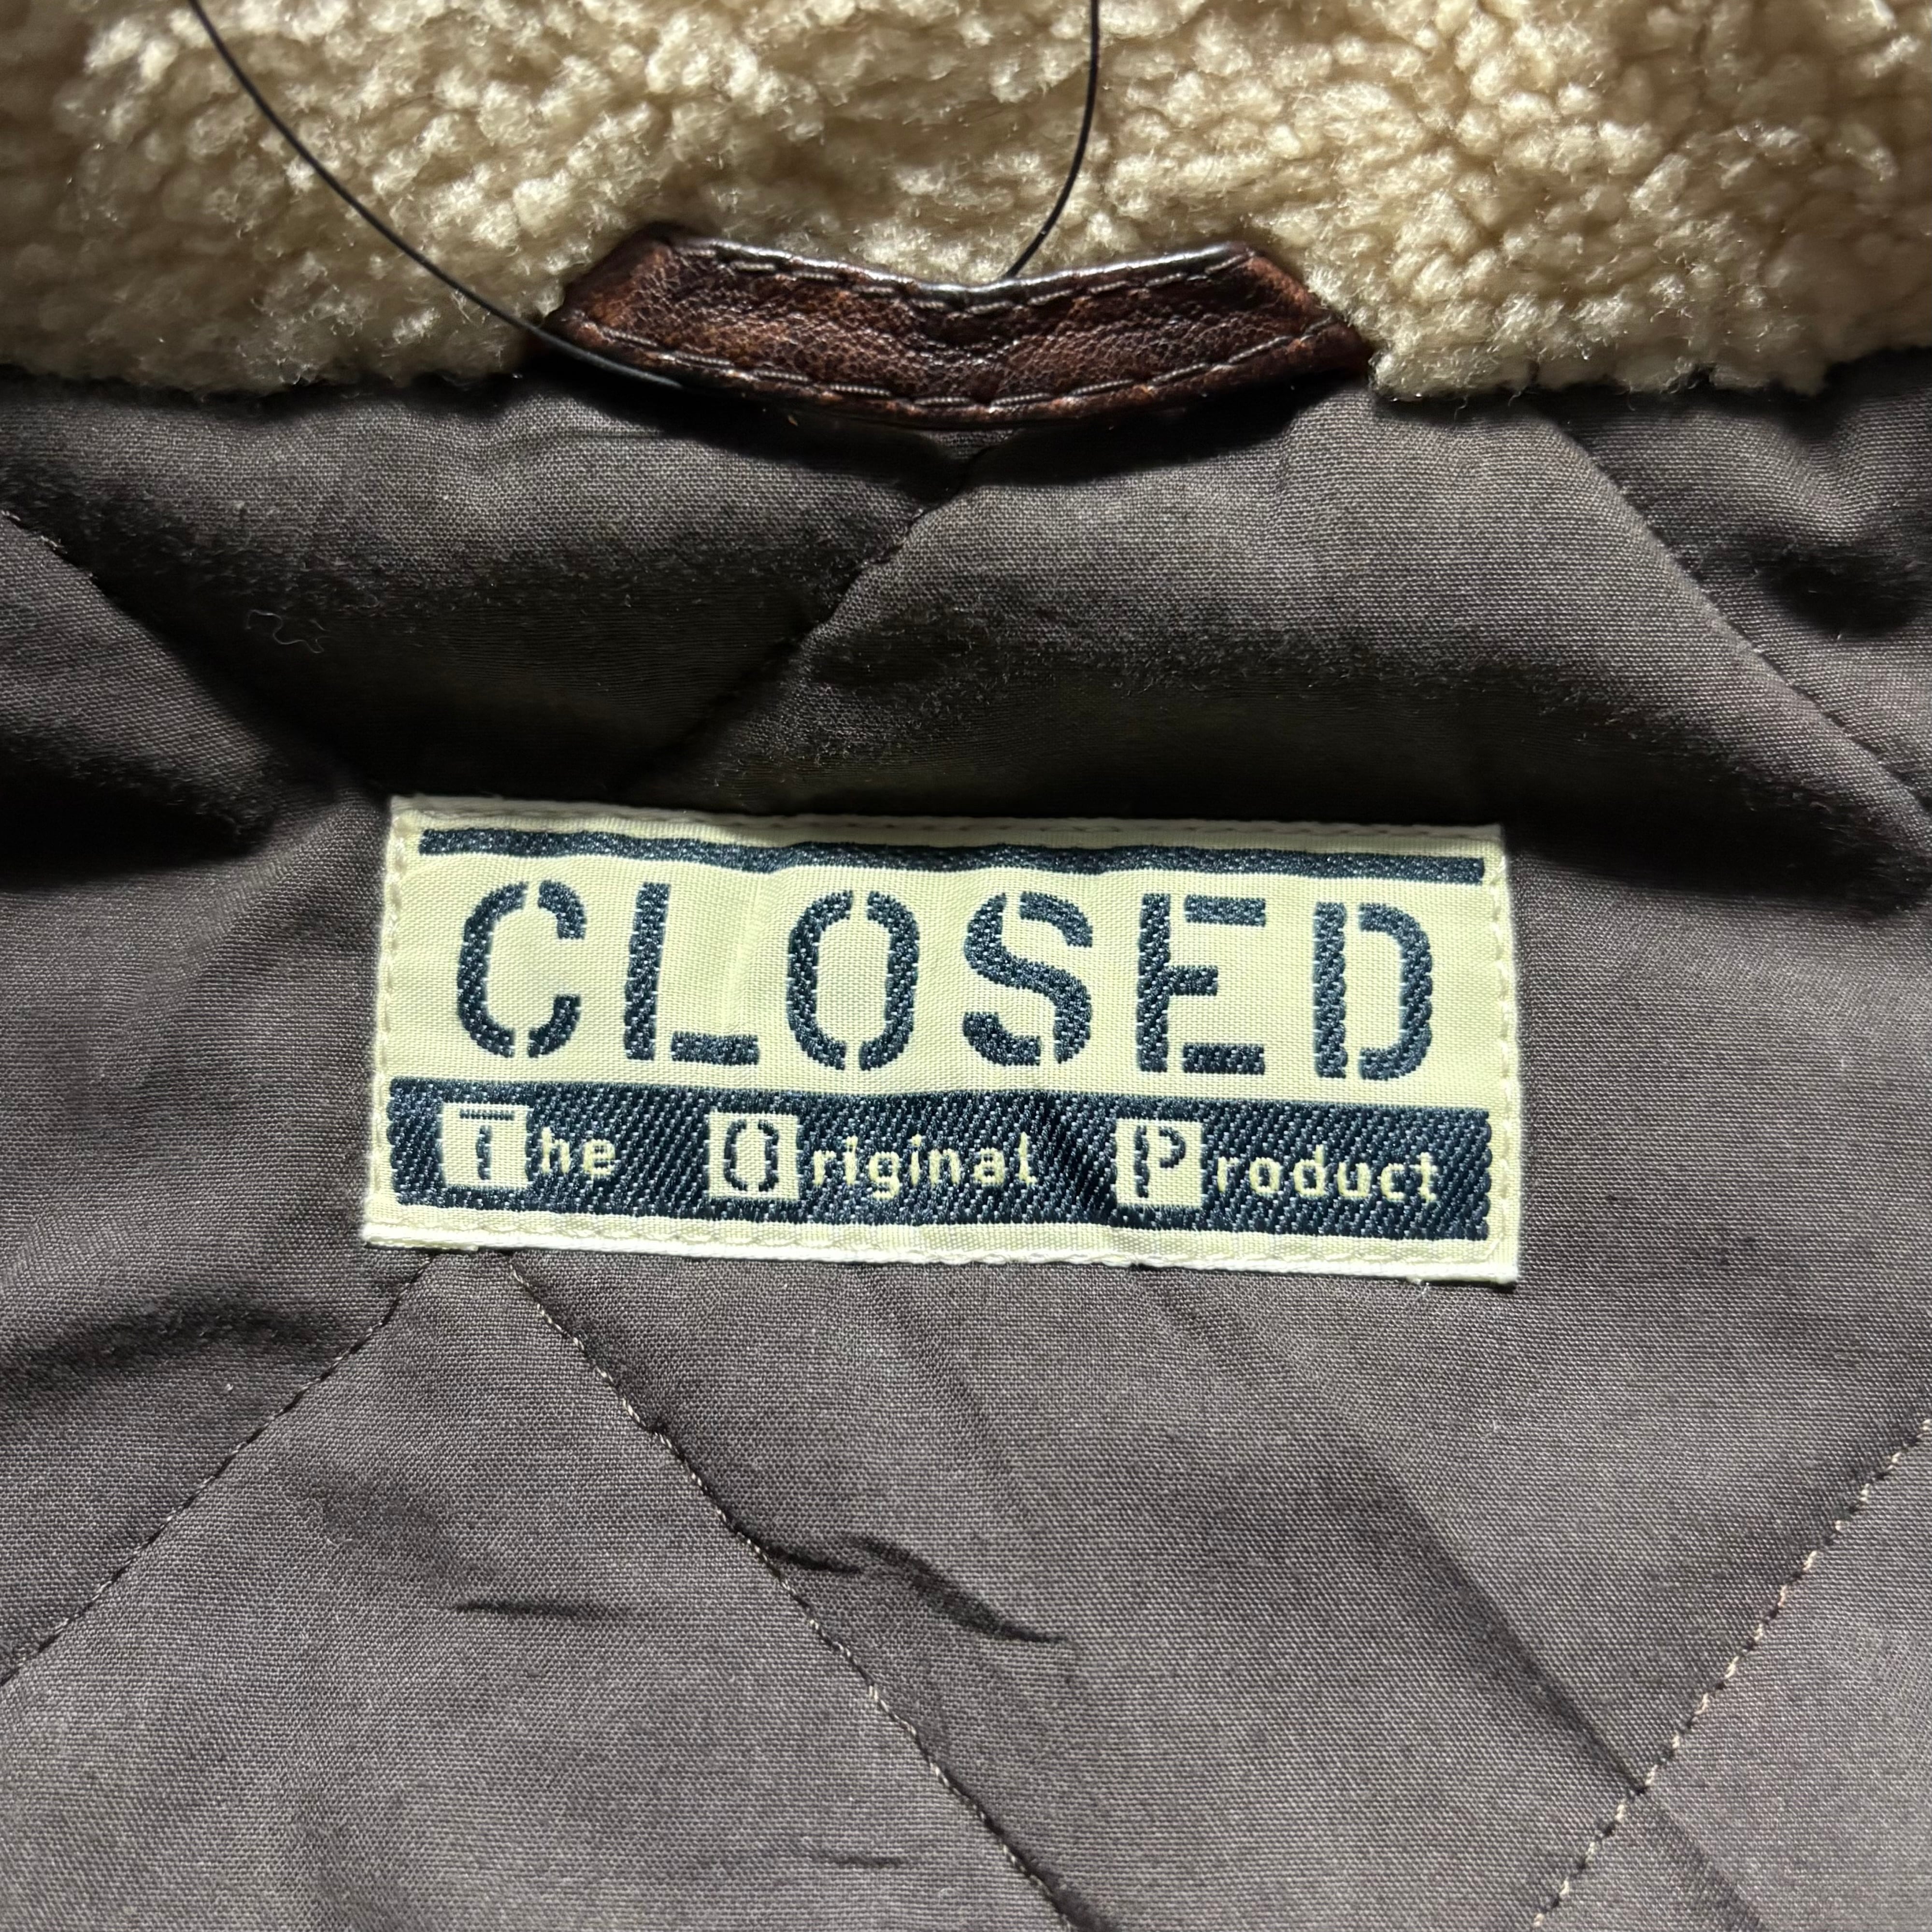 CLOSED
The Original Product